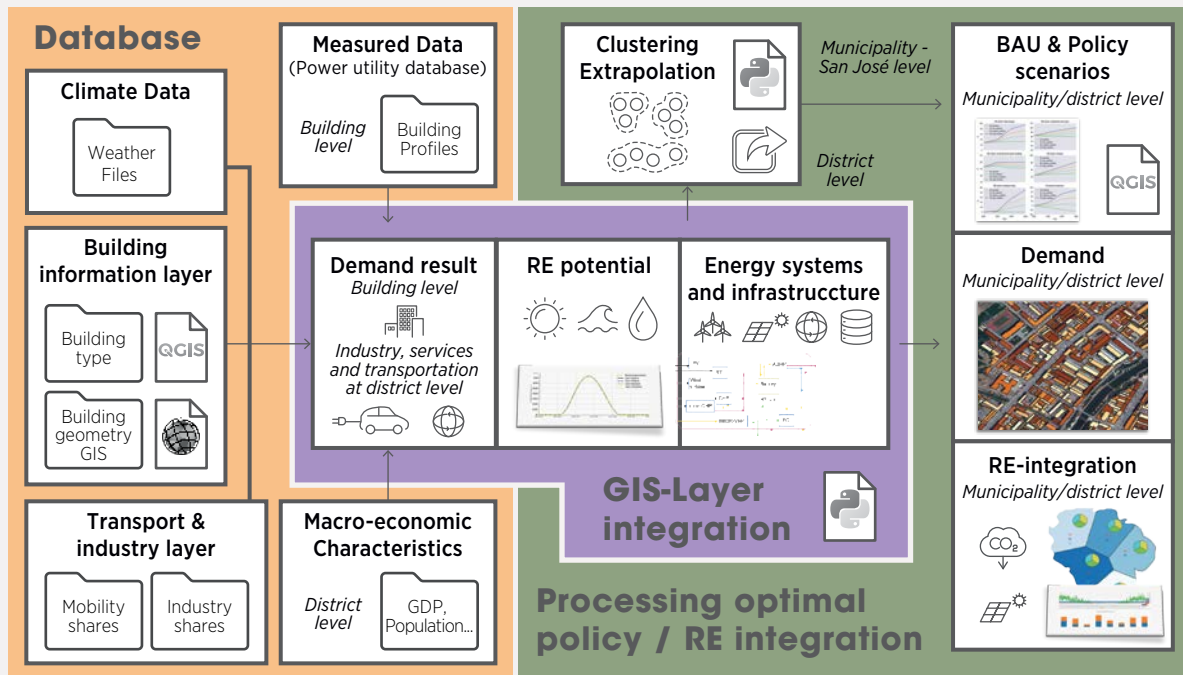 Database
Climate Data
Weather
Files
Building
information layer
Building
type
QGIS
Building
geometry
GIS
Transport &
industry layer
Mobility
shares
Industry
shares
Measured Data
(Power utility database)
Building
level
Building
Profiles
Demand result
Building level
Industry, services
and transportation
at district level
Macro-economic
Characteristics
District
level
GDP,
Population...
RE potential
Energy systems
and infrastruccture
GIS-Layer
integration
Clustering
Extrapolation
Municipality -
San José level
District
level
Processing optimal
policy / RE integration
BAU & Policy
scenarios
Municipality/district level
QGIS
Demand
Municipality/district level
RE-integration
Municipality/district level
CO2